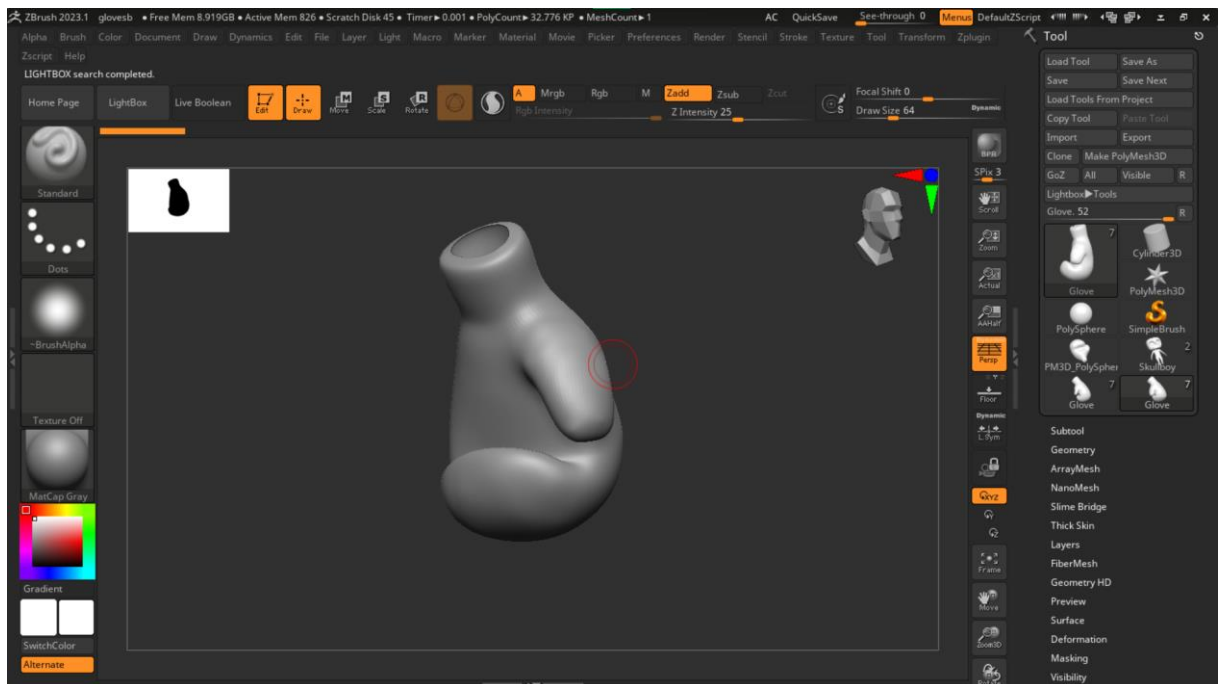 ZBrush 2023.1 glovesb • Free Mem 8.919GB • Active Mem 826 • Scratch Disk 45 • Timer▶0.001 • PolyCount▶32.776 KP • MeshCount▶1 AC QuickSave See-through 0 Menus DefaultZScript
Alpha Brush Color Document Draw Dynamics Edit File Layer Light Macro Marker Material Movie Picker Preferences Render Stencil Stroke Texture Tool Transform Zplugin
Zscript Help
LIGHTBOX search completed.
Home Page LightBox Live Boolean Edit Draw Move Scale Rotate
A Mrgb Rgb M Zadd Zsub Zcut
Rgb Intensity Z Intensity 25
S Focal Shift 0
Draw Size 64 Dynamic
Standard
Dots
~BrushAlpha
Texture Off
MatCap Gray
Gradient
SwitchColor
Alternate
BPR
SPix 3
Scroll
Zoom
Actual
AAHalf
Persp
Floor
Dynamic
L.Sym
XYZ
Frame
Move
Zoom3D
Rotate
Tool
Load Tool Save As
Save Save Next
Load Tools From Project
Copy Tool Paste Tool
Import Export
Clone Make PolyMesh3D
GoZ All Visible R
Lightbox▶Tools
Glove. 52 R
7
Glove
Cylinder3D
PolyMesh3D
PolySphere SimpleBrush
2
PM3D_PolySpher Skullboy
7 7
Glove Glove
Subtool
Geometry
ArrayMesh
NanoMesh
Slime Bridge
Thick Skin
Layers
FiberMesh
Geometry HD
Preview
Surface
Deformation
Masking
Visibility